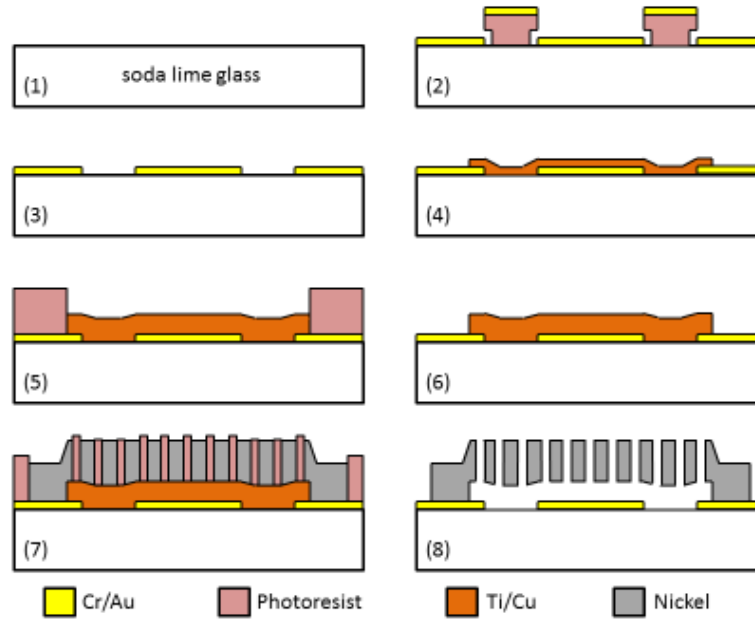 soda lime glass
(1) (2)
(3) (4)
(5) (6)
(7) (8)
Cr/Au Photoresist Ti/Cu Nickel